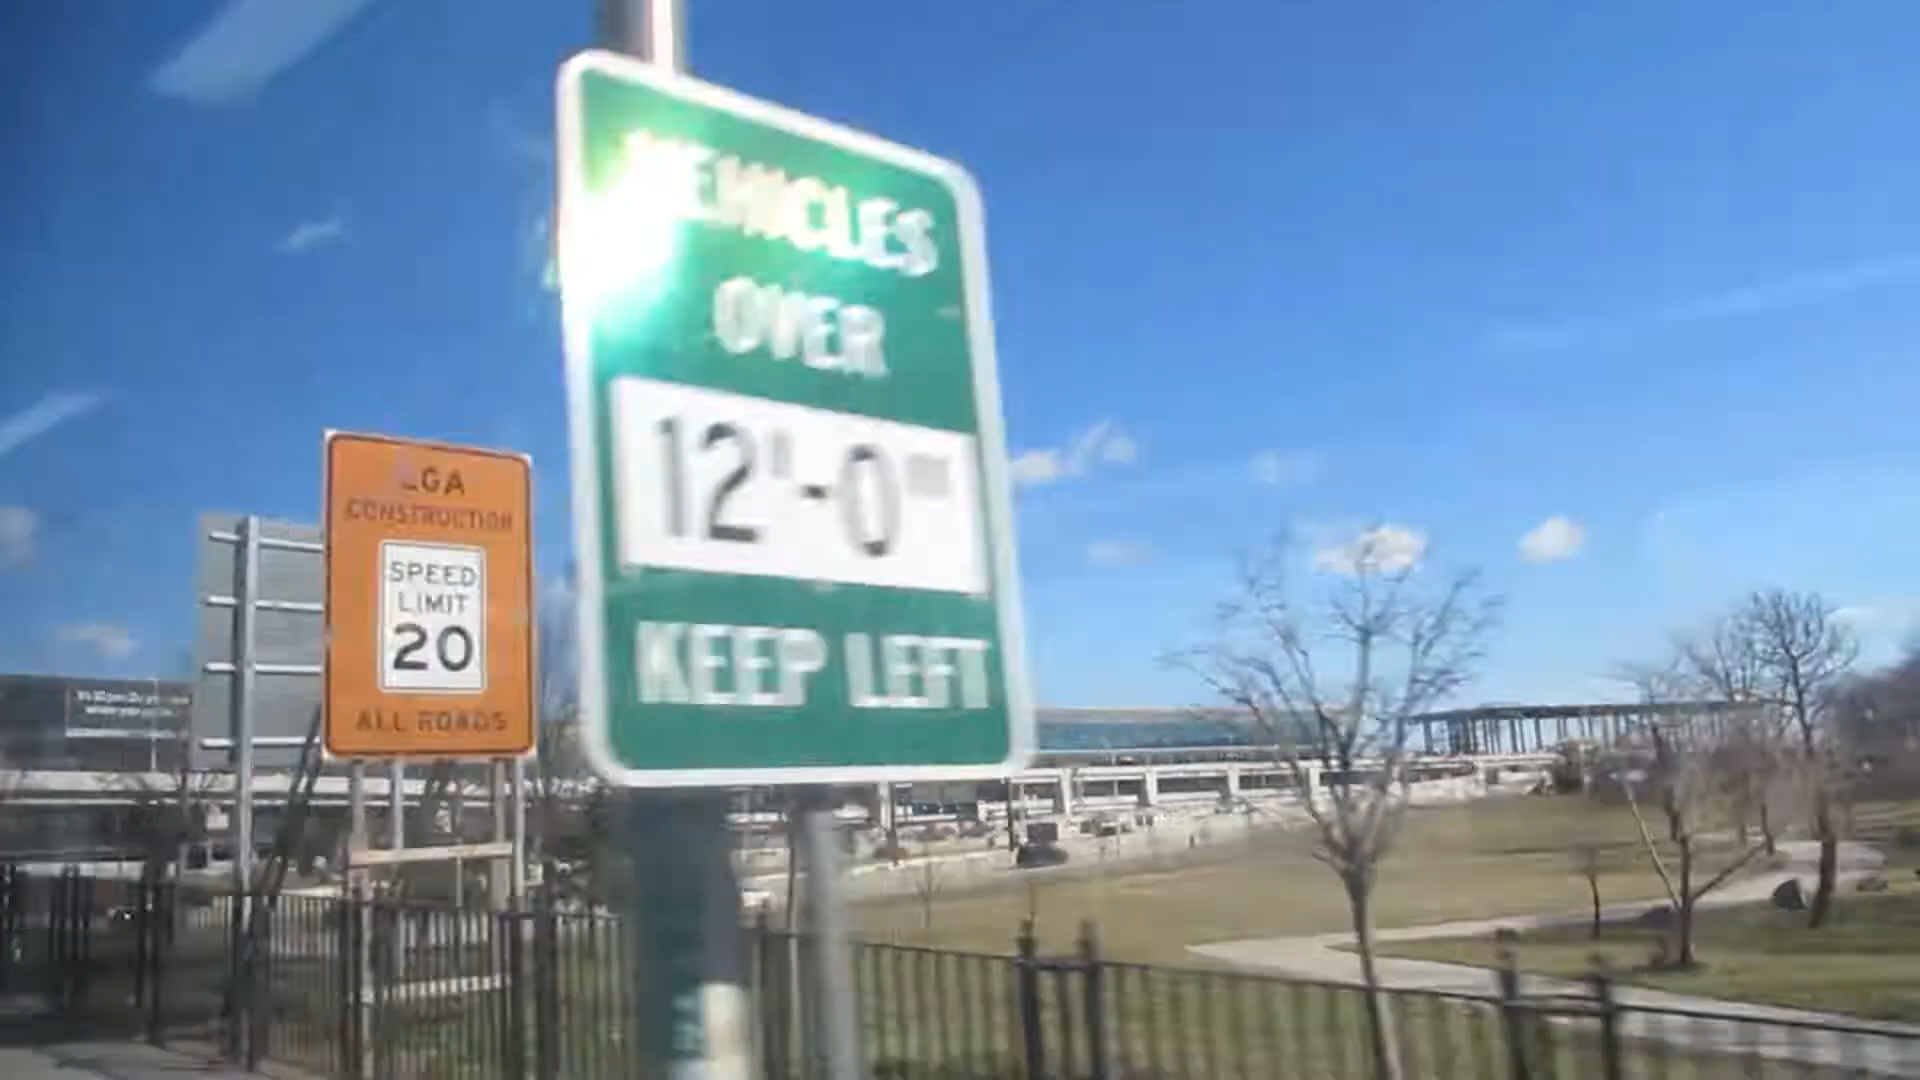 VEHICLES
OVER
12'-0"
KEEP LEFT
LGA
CONSTRUCTION
SPEED
LIMIT
20
ALL ROADS